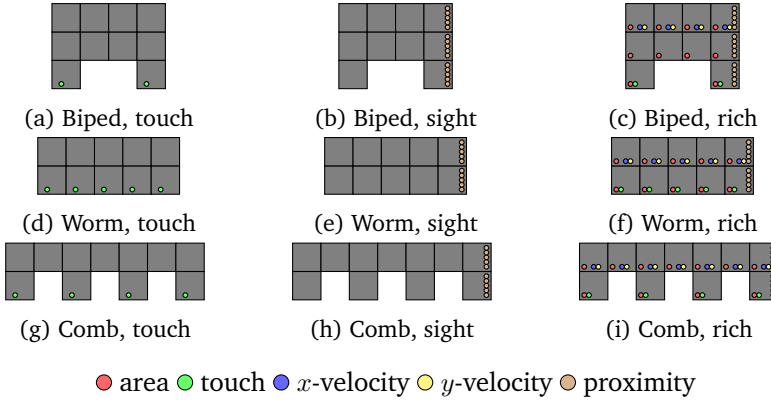 (a) Biped, touch
(b) Biped, sight
(c) Biped, rich
(d) Worm, touch
(e) Worm, sight
(f) Worm, rich
(g) Comb, touch
(h) Comb, sight
(i) Comb, rich
area touch x-velocity y-velocity proximity